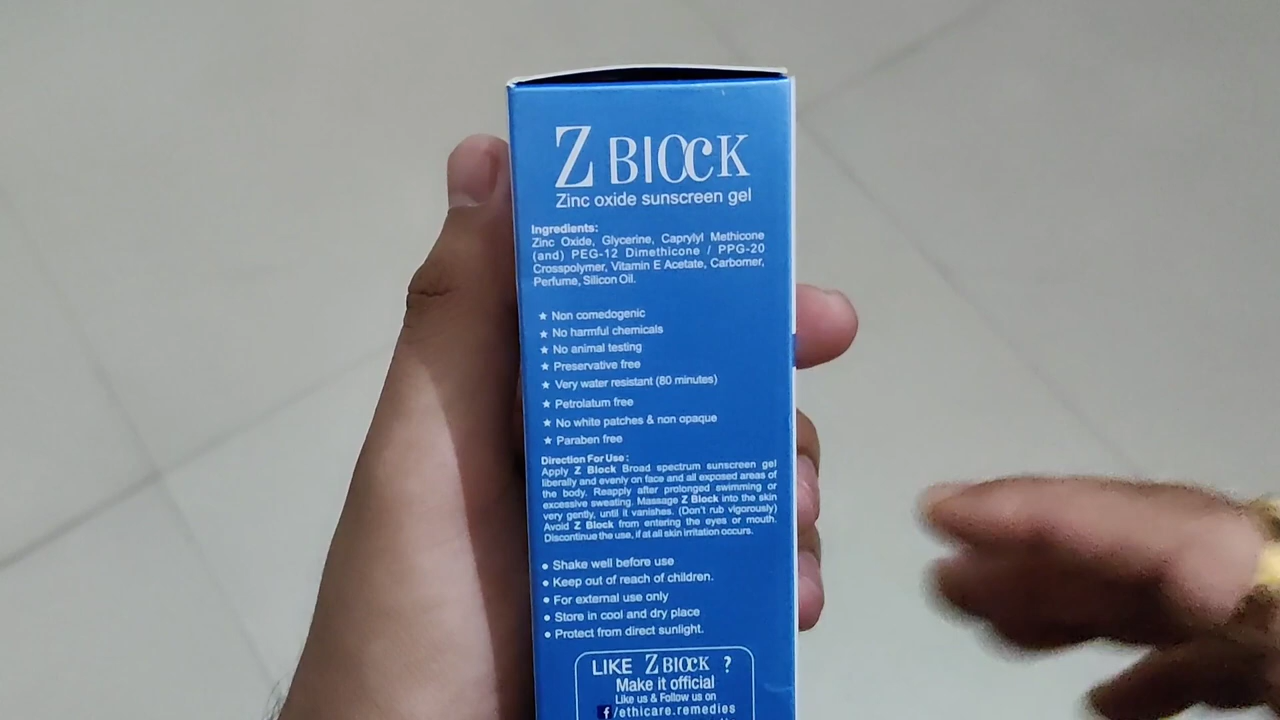 Z BlOcK
Zinc oxide sunscreen gel
Ingredients:
Zinc Oxide, Glycerine, Caprylyl Methicone
(and) PEG-12 Dimethicone / PPG-20
Crosspolymer, Vitamin E Acetate, Carbomer,
Perfume, Silicon Oil.
★ Non comedogenic
★ No harmful chemicals
★ No animal testing
★ Preservative free
★ Very water resistant (80 minutes)
★ Petrolatum free
★ No white patches & non opaque
★ Paraben free
Direction For Use :
Apply Z Block Broad spectrum sunscreen gel
liberally and evenly on face and all exposed areas of
the body. Reapply after prolonged swimming or
excessive sweating. Massage Z Block into the skin
very gently, until it vanishes. (Don't rub vigorously)
Avoid Z Block from entering the eyes or mouth.
Discontinue the use, if at all skin irritation occurs.
• Shake well before use
• Keep out of reach of children.
• For external use only
• Store in cool and dry place
• Protect from direct sunlight.
LIKE Z BlOcK ?
Make it official
Like us & Follow us on
f/ethicare.remedies